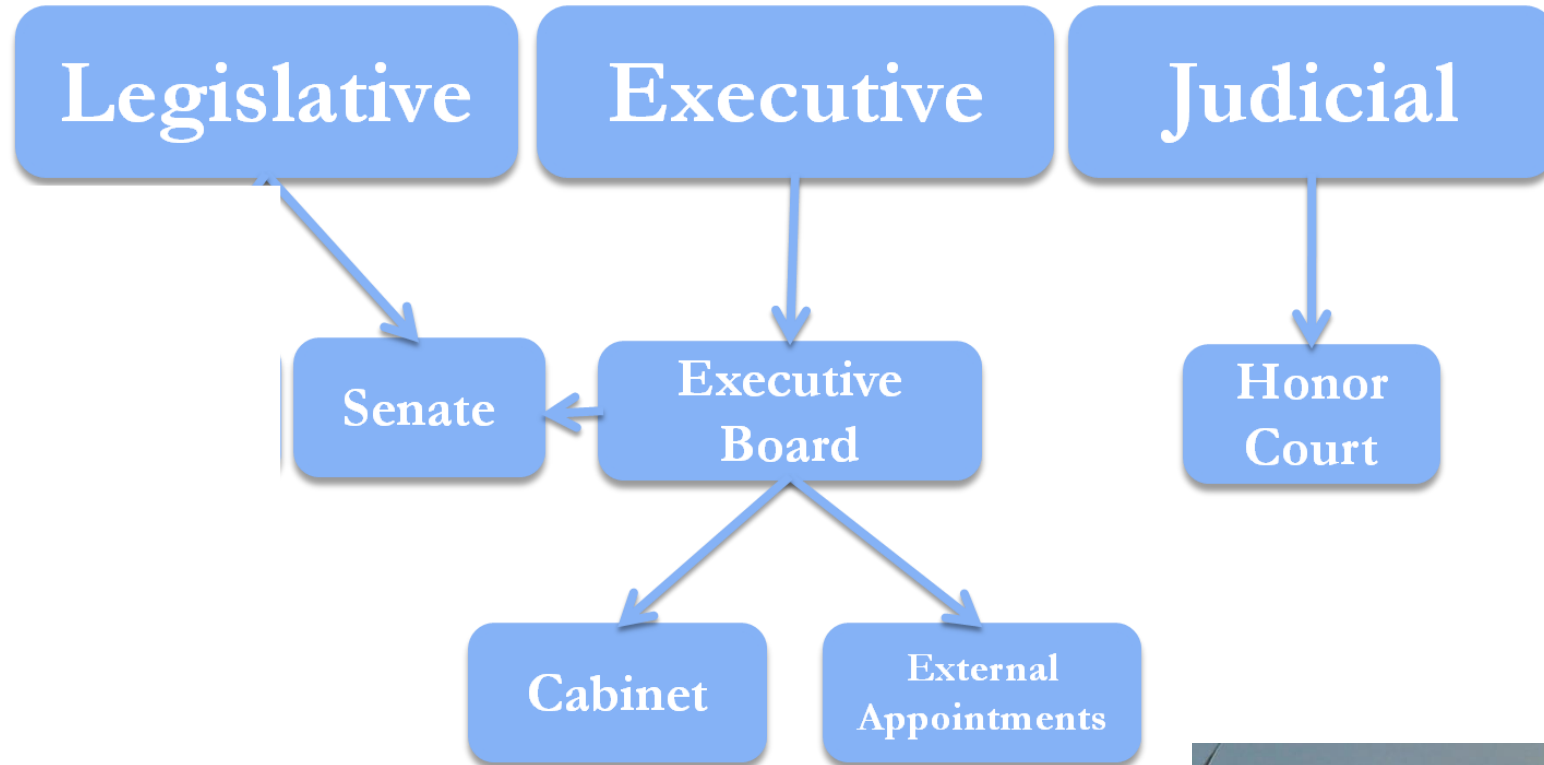 Legislative
Executive
Judicial
Senate
Executive
Board
Honor
Court
Cabinet
External
Appointments